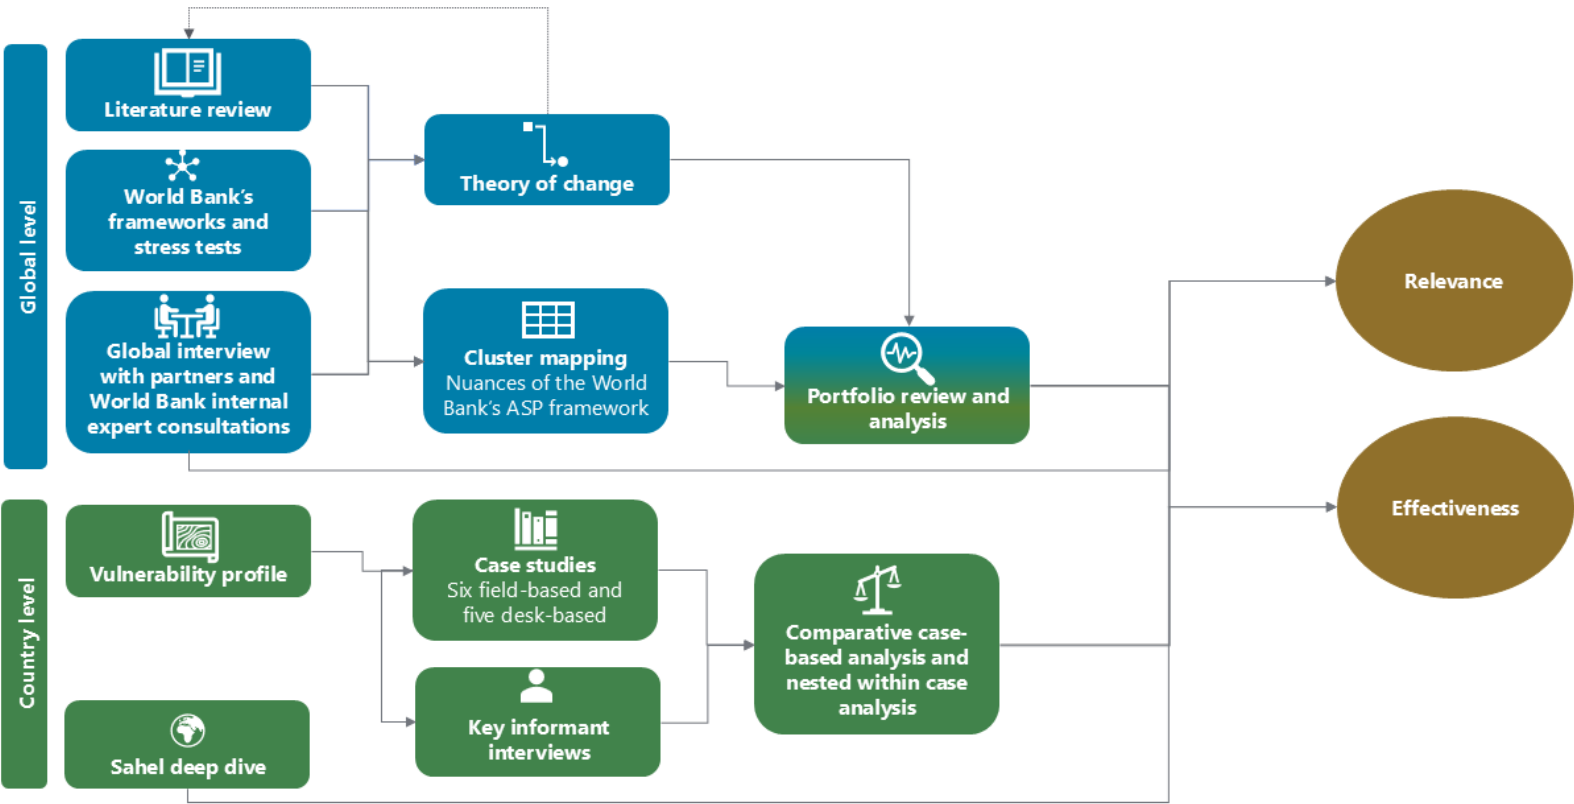 Global level
Literature review
World Bank's
frameworks and
stress tests
Global interview
with partners and
World Bank internal
expert consultations
Theory of change
Cluster mapping
Nuances of the World
Bank's ASP framework
Portfolio review and
analysis
Relevance
Effectiveness
Country level
Vulnerability profile
Sahel deep dive
Case studies
Six field-based and
five desk-based
Key informant
interviews
Comparative case-
based analysis and
nested within case
analysis